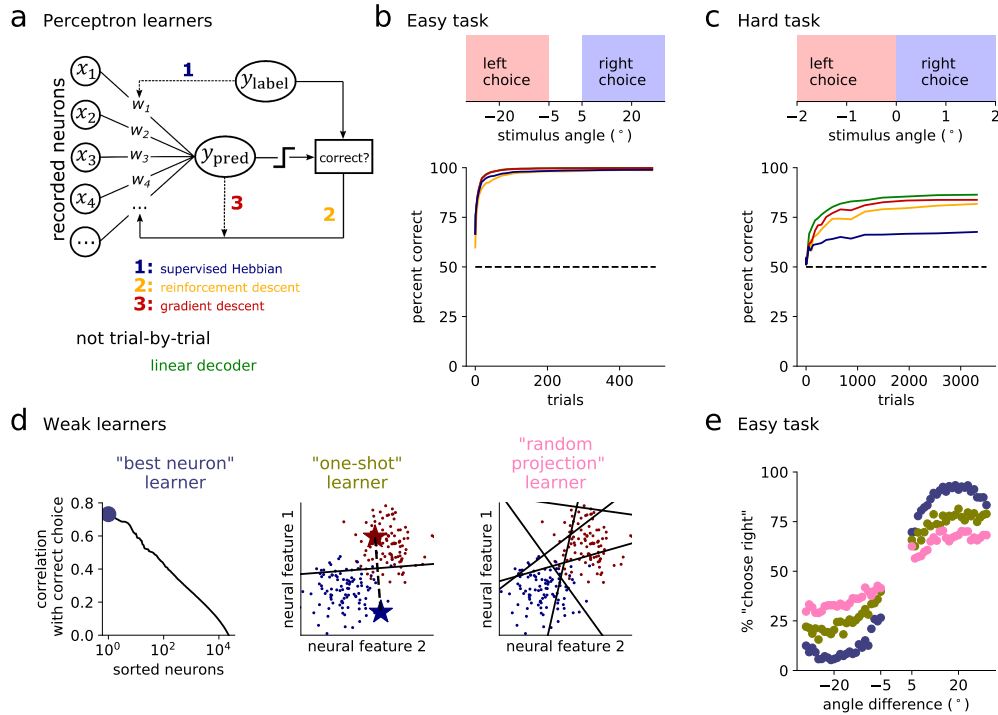 a Perceptron learners
recorded neurons
x1
x2
x3
x4
...
w1
w2
w3
w4
...
1
ylabel
ypred
correct?
3
2
1: supervised Hebbian
2: reinforcement descent
3: gradient descent
not trial-by-trial
linear decoder
b Easy task
left
choice
right
choice
−20 −5 5 20
stimulus angle (°)
percent correct
100
75
50
25
0
0 200 400
trials
c Hard task
left
choice
right
choice
−2 −1 0 1 2
stimulus angle (°)
percent correct
100
75
50
25
0
0 1000 2000 3000
trials
d Weak learners
"best neuron"
learner
correlation
with correct choice
0.8
0.6
0.4
0.2
0.0
10^0 10^2 10^4
sorted neurons
"one-shot"
learner
neural feature 1
neural feature 2
"random
projection"
learner
neural feature 1
neural feature 2
e Easy task
% "choose right"
100
75
50
25
0
−20 −5 5 20
angle difference (°)